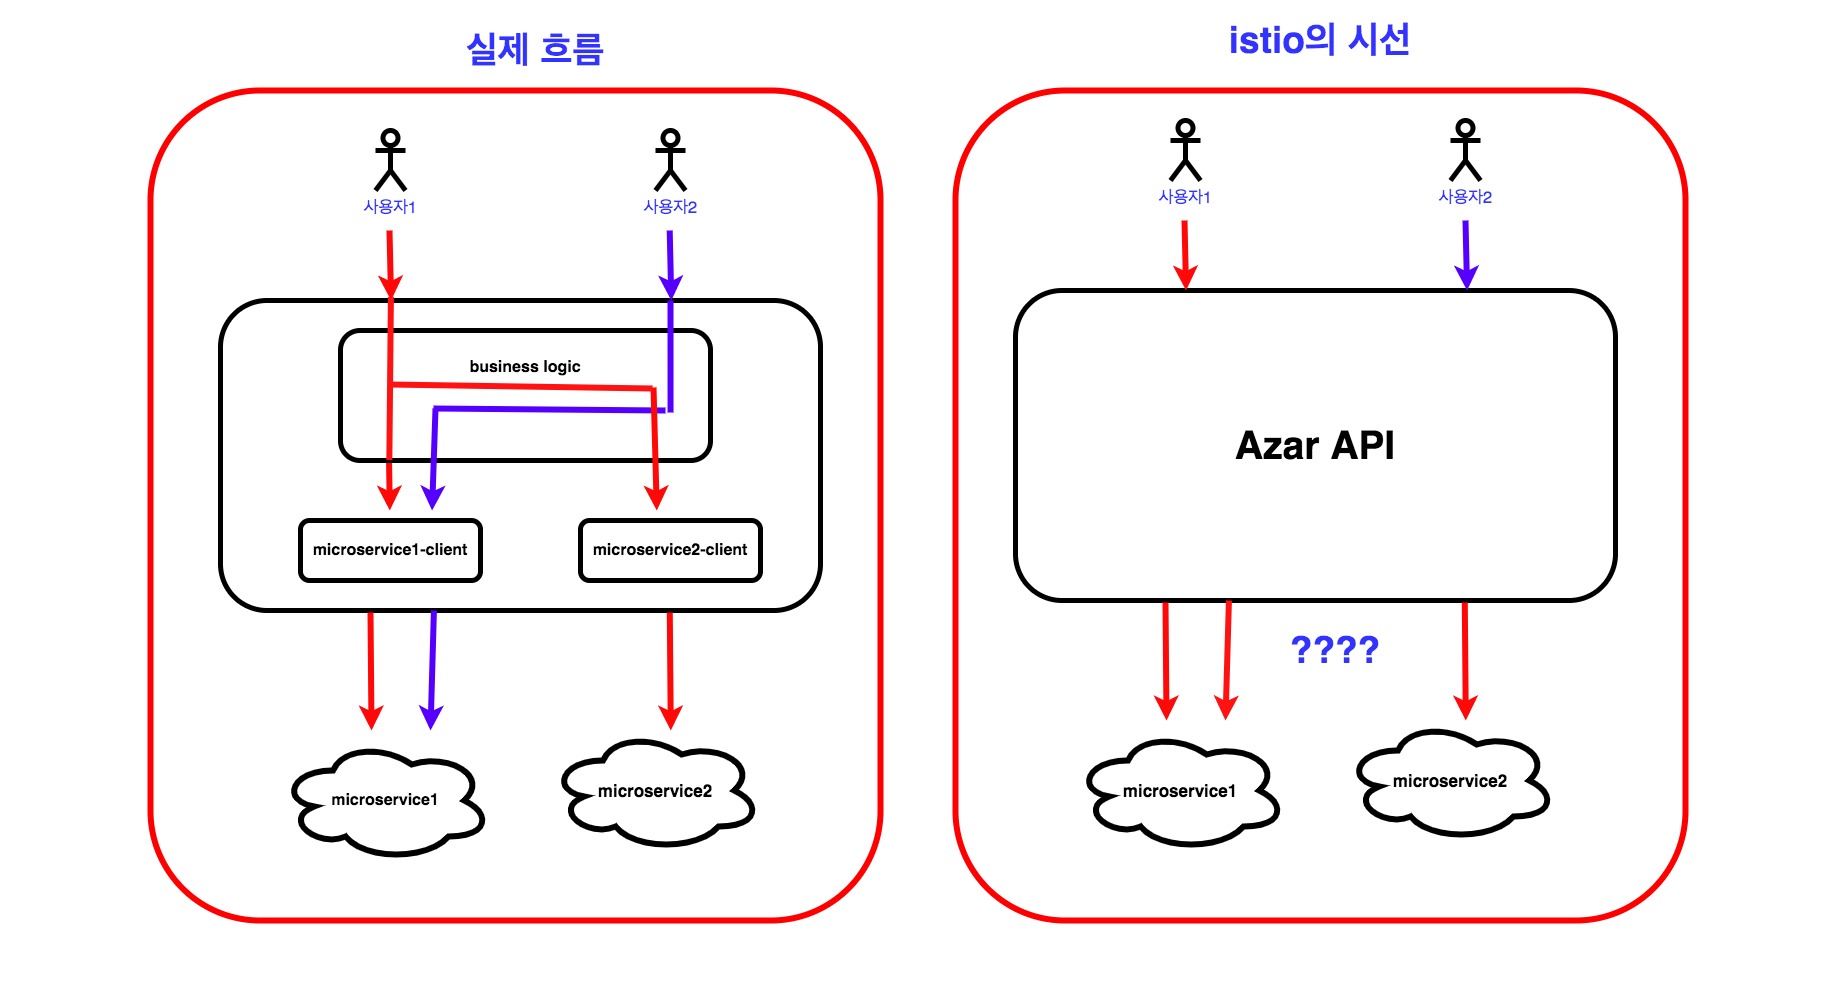 실제 흐름
사용자1
사용자2
business logic
microservice1-client
microservice2-client
microservice1
microservice2
istio의 시선
사용자1
사용자2
Azar API
????
microservice1
microservice2